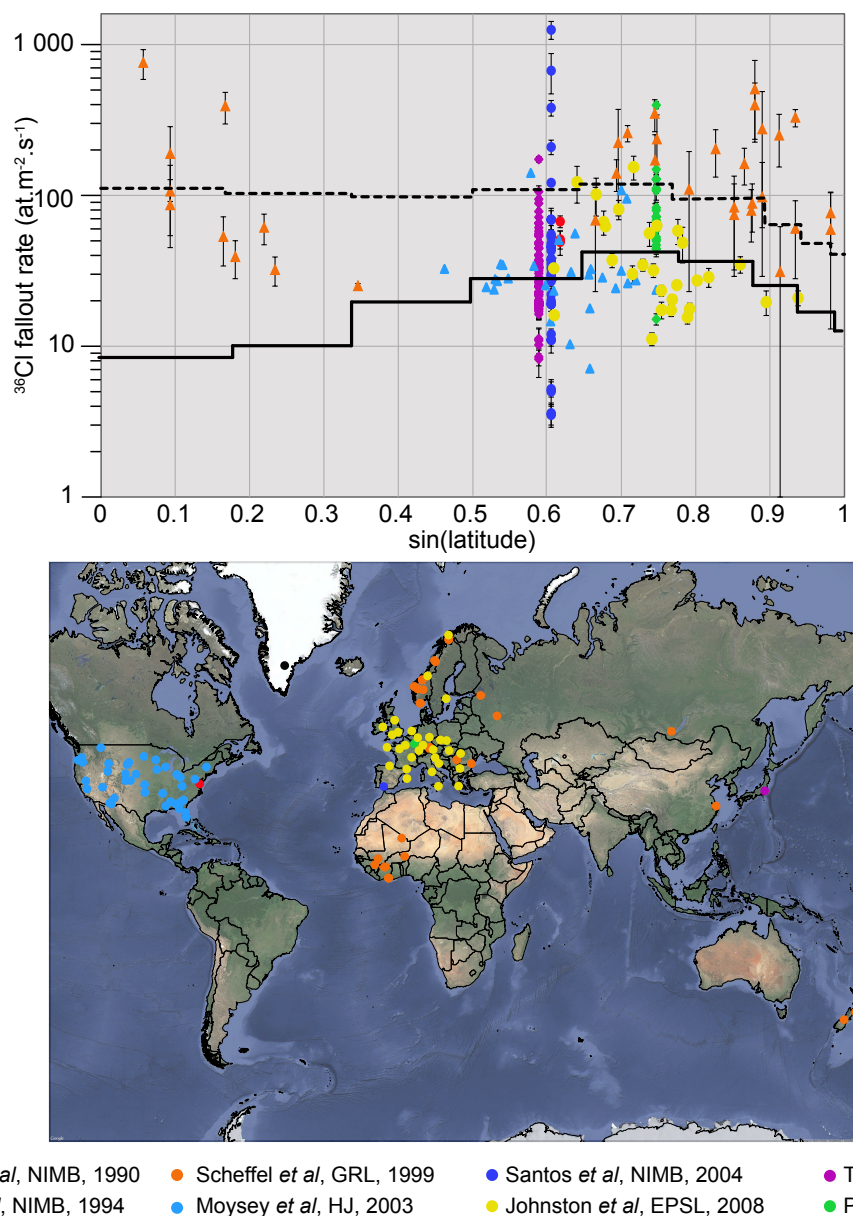 1 000
100
10
1
³⁶Cl fallout rate (at.m⁻².s⁻¹)
0 0.1 0.2 0.3 0.4 0.5 0.6 0.7 0.8 0.9 1
sin(latitude)
Google
al, NIMB, 1990 Scheffel et al, GRL, 1999 Santos et al, NIMB, 2004 T
l, NIMB, 1994 Moysey et al, HJ, 2003 Johnston et al, EPSL, 2008 P